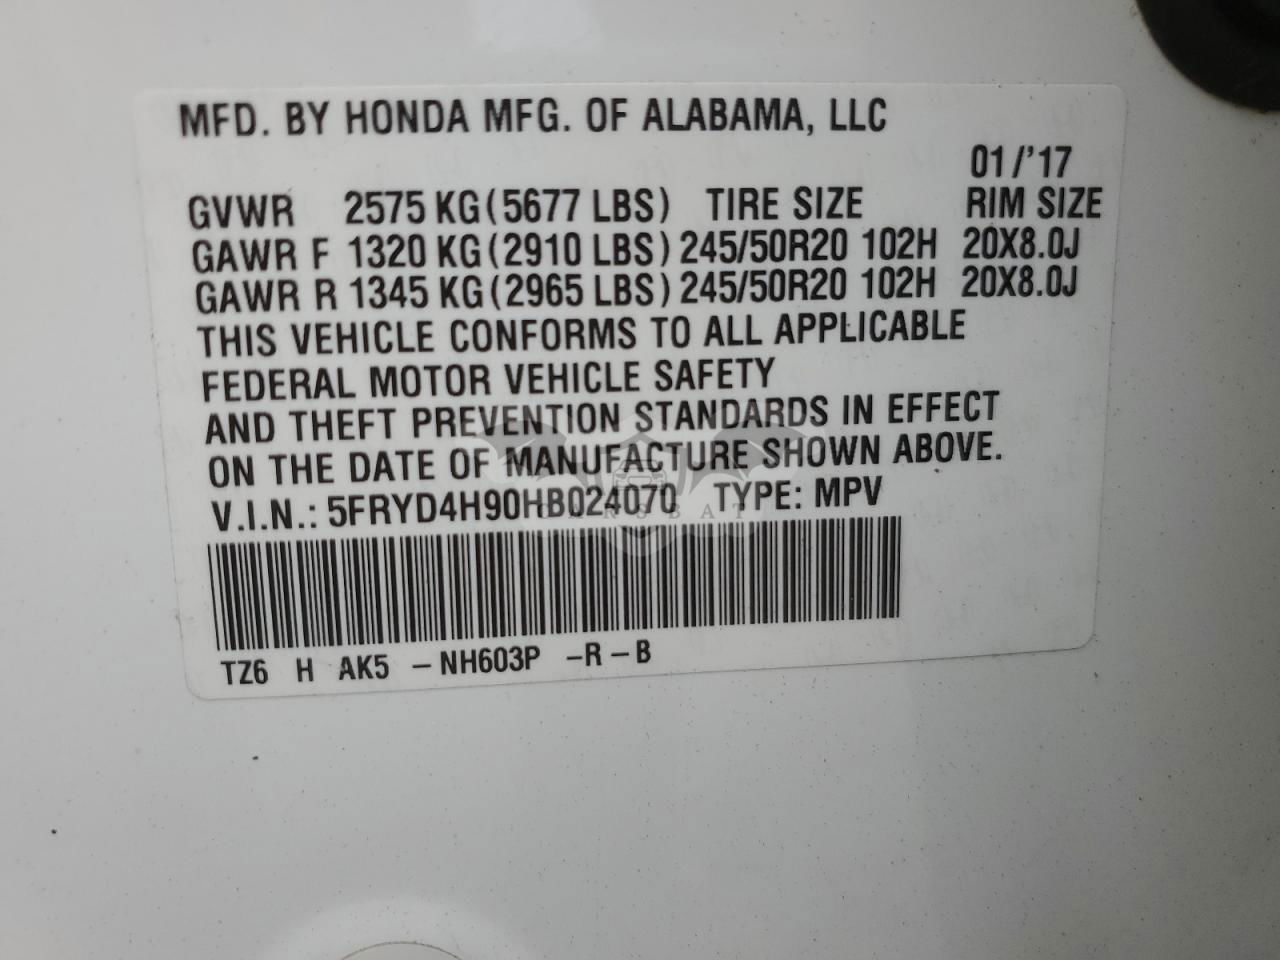 MFD. BY HONDA MFG. OF ALABAMA, LLC
01/'17
GVWR 2575 KG (5677 LBS) TIRE SIZE RIM SIZE
GAWR F 1320 KG (2910 LBS) 245/50R20 102H 20X8.0J
GAWR R 1345 KG (2965 LBS) 245/50R20 102H 20X8.0J
THIS VEHICLE CONFORMS TO ALL APPLICABLE
FEDERAL MOTOR VEHICLE SAFETY
AND THEFT PREVENTION STANDARDS IN EFFECT
ON THE DATE OF MANUFACTURE SHOWN ABOVE.
V.I.N.: 5FRYD4H90HB024070 TYPE: MPV
CARSBAT
TZ6 H AK5 -NH603P -R-B